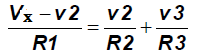 (Vₓ − v2)/R1 = v2/R2 + v3/R3